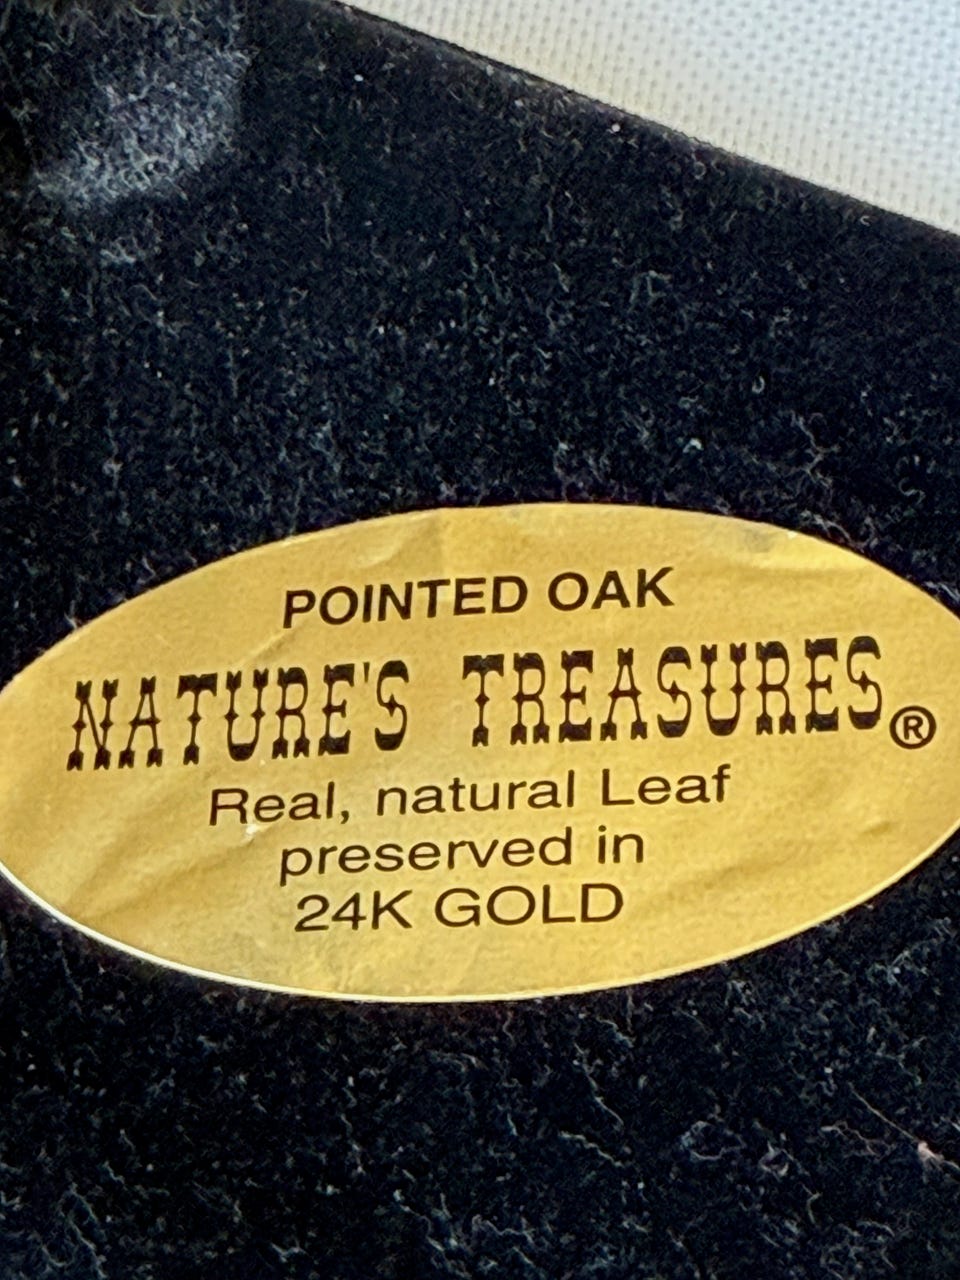 POINTED OAK
NATURE'S TREASURES®
Real, natural Leaf
preserved in
24K GOLD